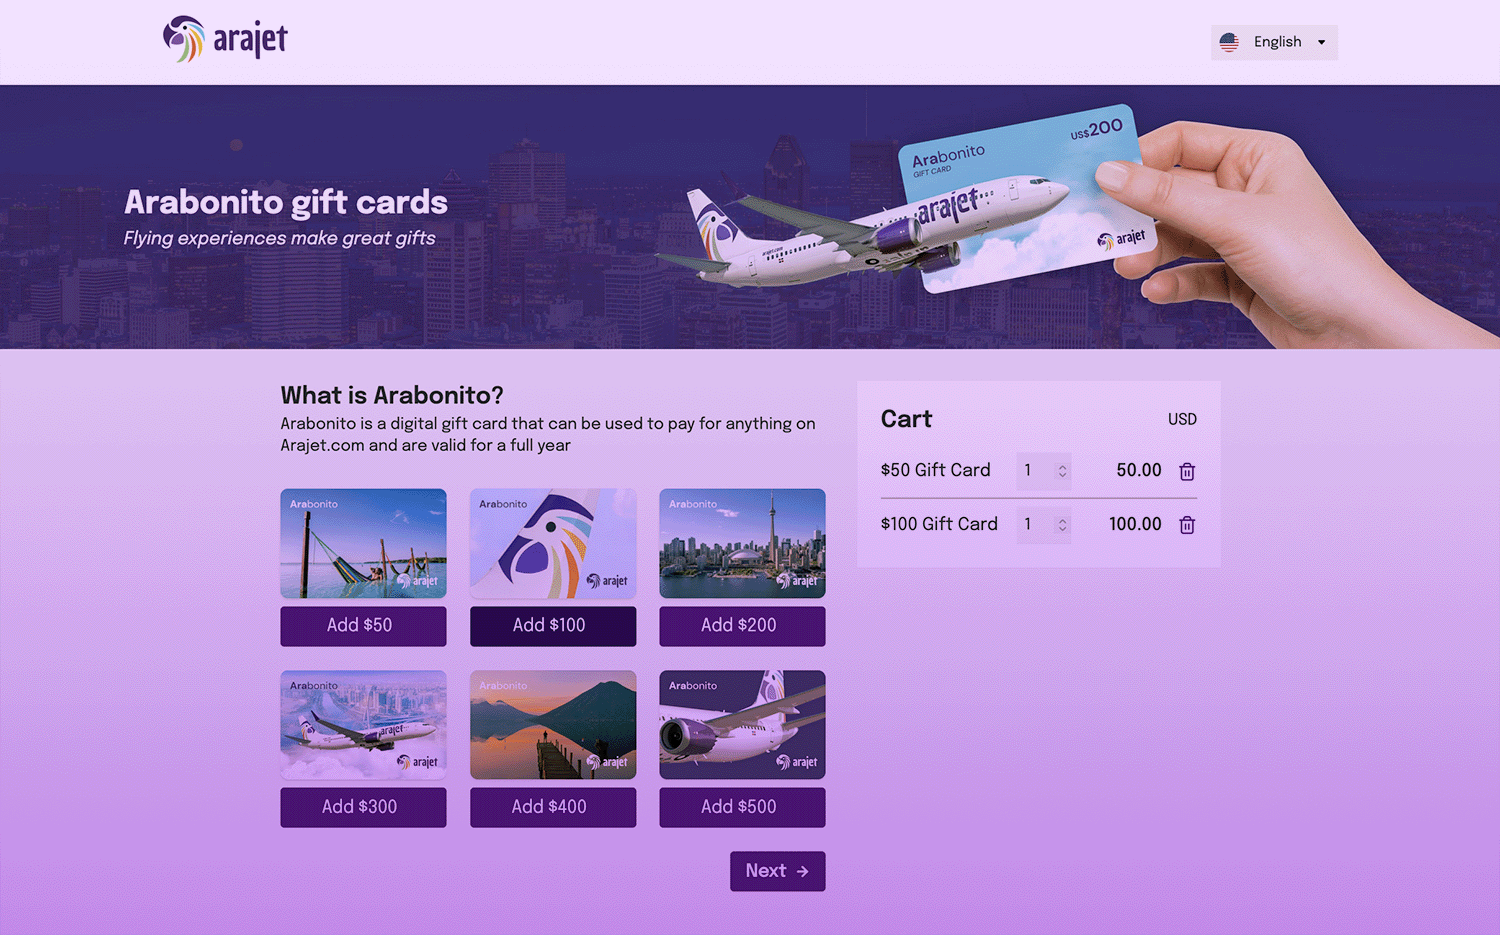 arajet
English
US$200
Arabonito
GIFT CARD
arajet
arajet.com
arajet
Arabonito gift cards
Flying experiences make great gifts
What is Arabonito?
Arabonito is a digital gift card that can be used to pay for anything on
Arajet.com and are valid for a full year
Arabonito
arajet
Add $50
Arabonito
arajet
Add $100
Arabonito
arajet
Add $200
Arabonito
arajet
arajet
Add $300
Arabonito
arajet
Add $400
Arabonito
arajet
Add $500
Next
Cart
USD
$50 Gift Card 1 50.00
$100 Gift Card 1 100.00